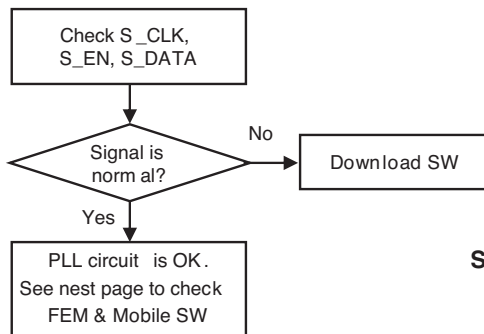 Check S_CLK,
S_EN, S_DATA
Signal is
norm al?
No
Download SW
Yes
PLL circuit is OK.
See nest page to check
FEM & Mobile SW
S